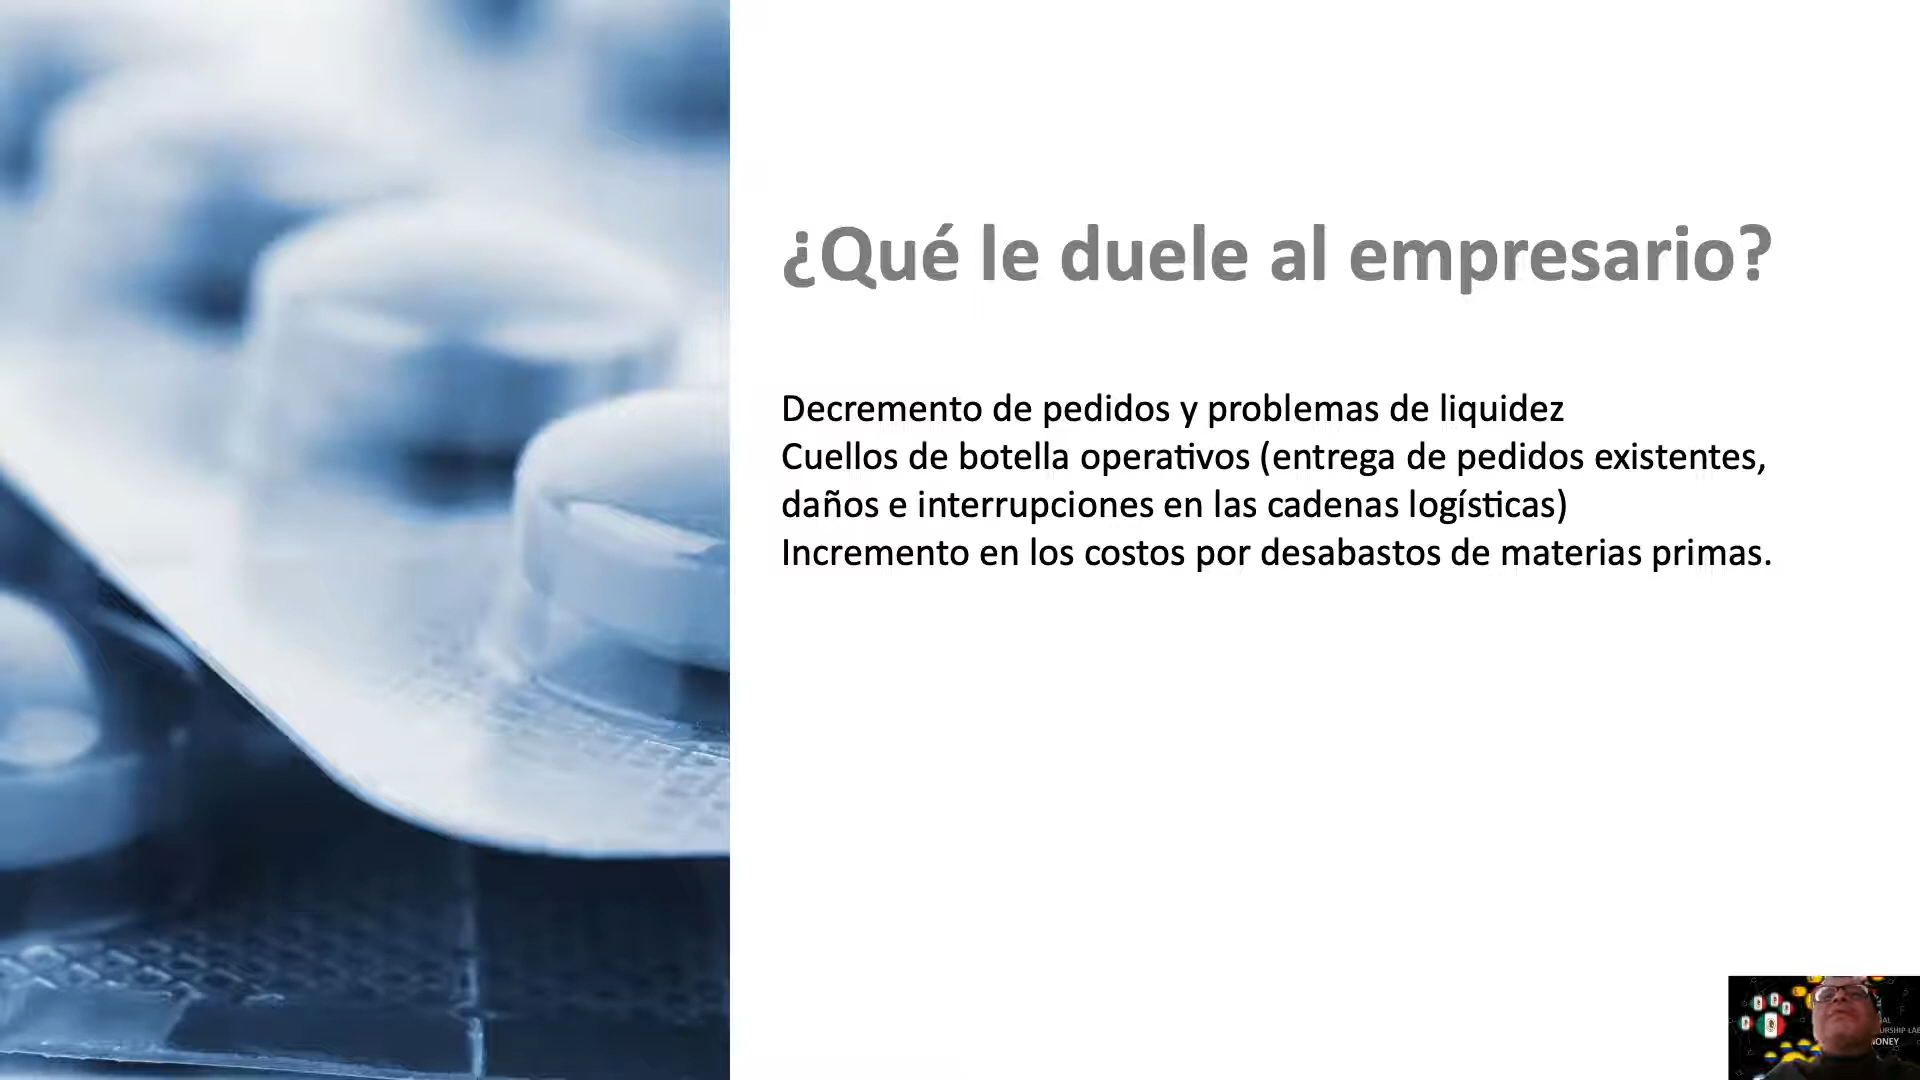 ¿Qué le duele al empresario?
Decremento de pedidos y problemas de liquidez
Cuellos de botella operativos (entrega de pedidos existentes,
daños e interrupciones en las cadenas logísticas)
Incremento en los costos por desabastos de materias primas.